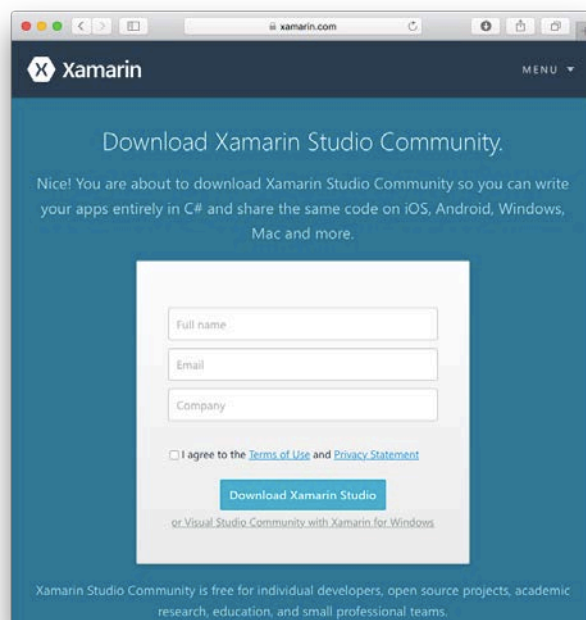 xamarin.com
Xamarin
MENU
Download Xamarin Studio Community.
Nice! You are about to download Xamarin Studio Community so you can write
your apps entirely in C# and share the same code on iOS, Android, Windows,
Mac and more.
Full name
Email
Company
I agree to the Terms of Use and Privacy Statement
Download Xamarin Studio
or Visual Studio Community with Xamarin for Windows
Xamarin Studio Community is free for individual developers, open source projects, academic
research, education, and small professional teams.